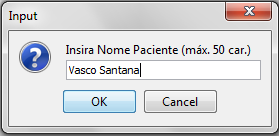 Input
Insira Nome Paciente (máx. 50 car.)
Vasco Santana
OK
Cancel